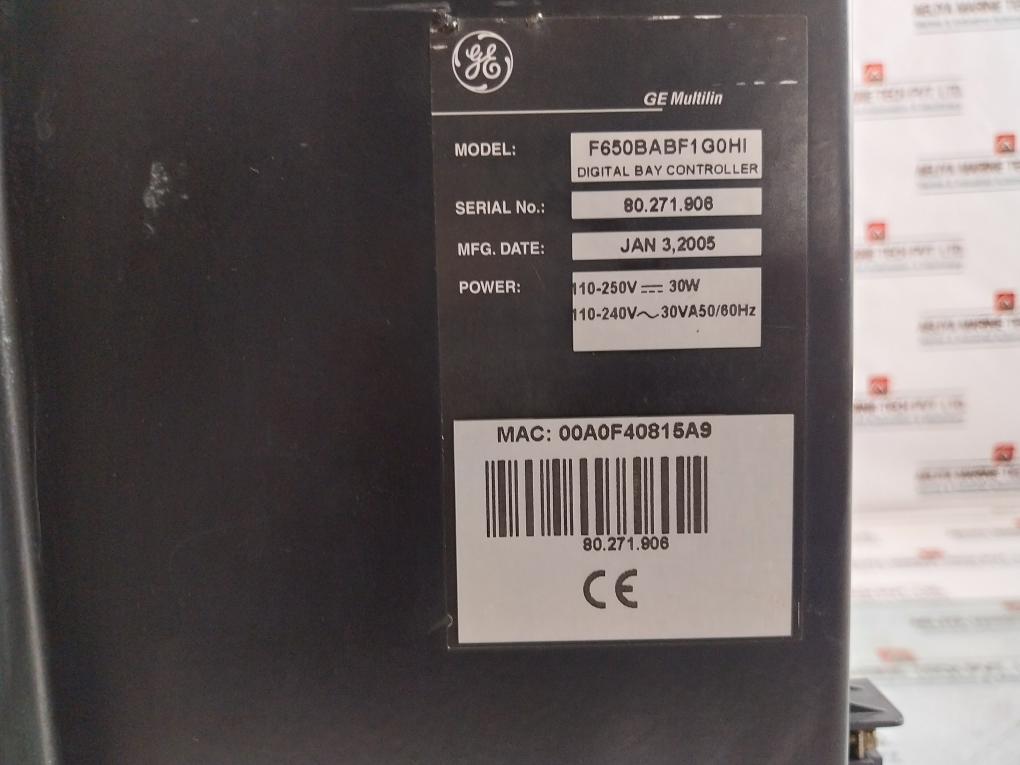 GE
GE Multilin
MODEL: F650BABF1G0HI
DIGITAL BAY CONTROLLER
SERIAL No.: 80.271.906
MFG. DATE: JAN 3,2005
POWER: 110-250V⎓ 30W
110-240V∼30VA50/60Hz
MAC: 00A0F40815A9
80.271.906
CE